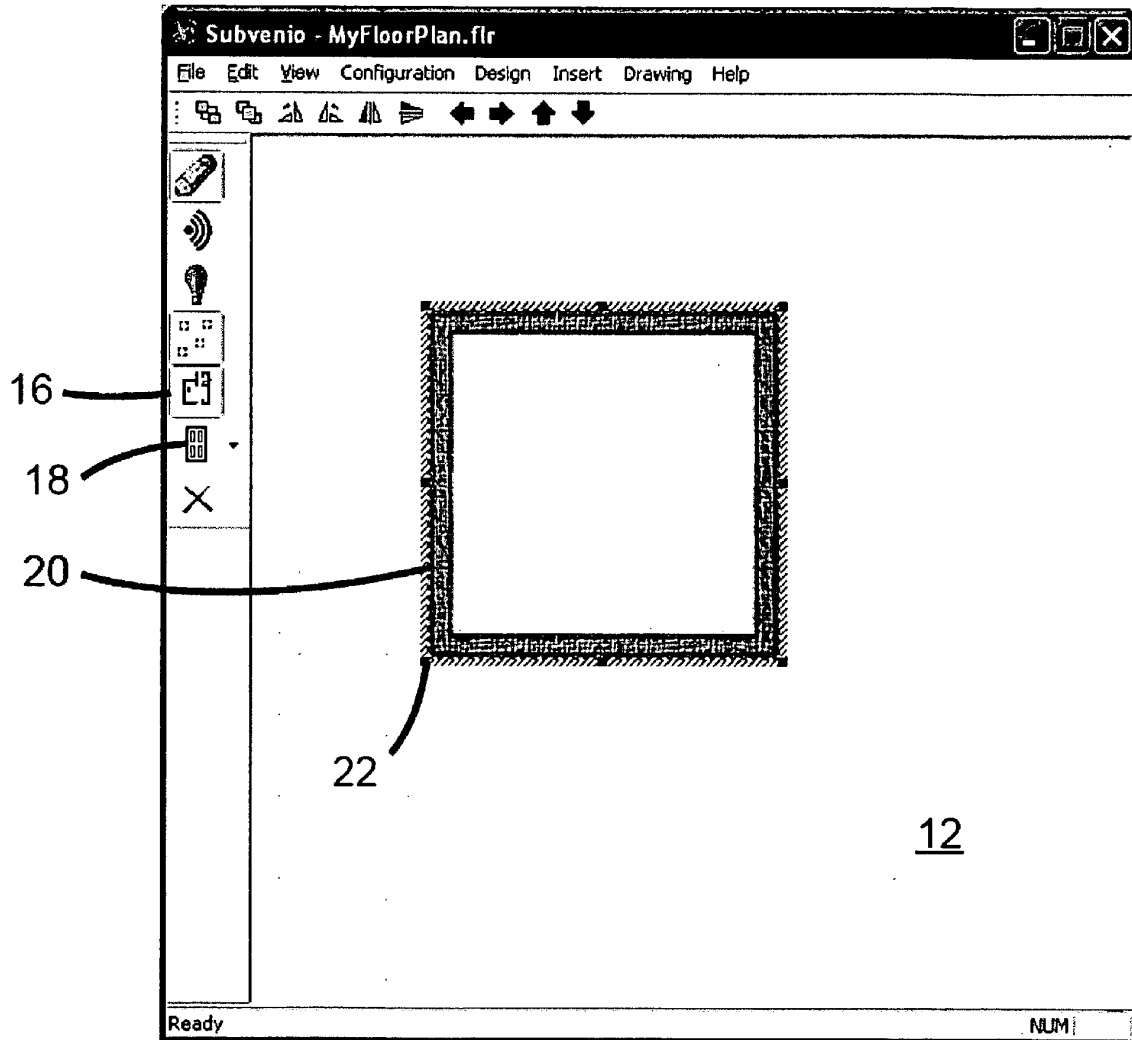 Subvenio - MyFloorPlan.flr
File Edit View Configuration Design Insert Drawing Help
16
18
20
22
12
Ready NUM